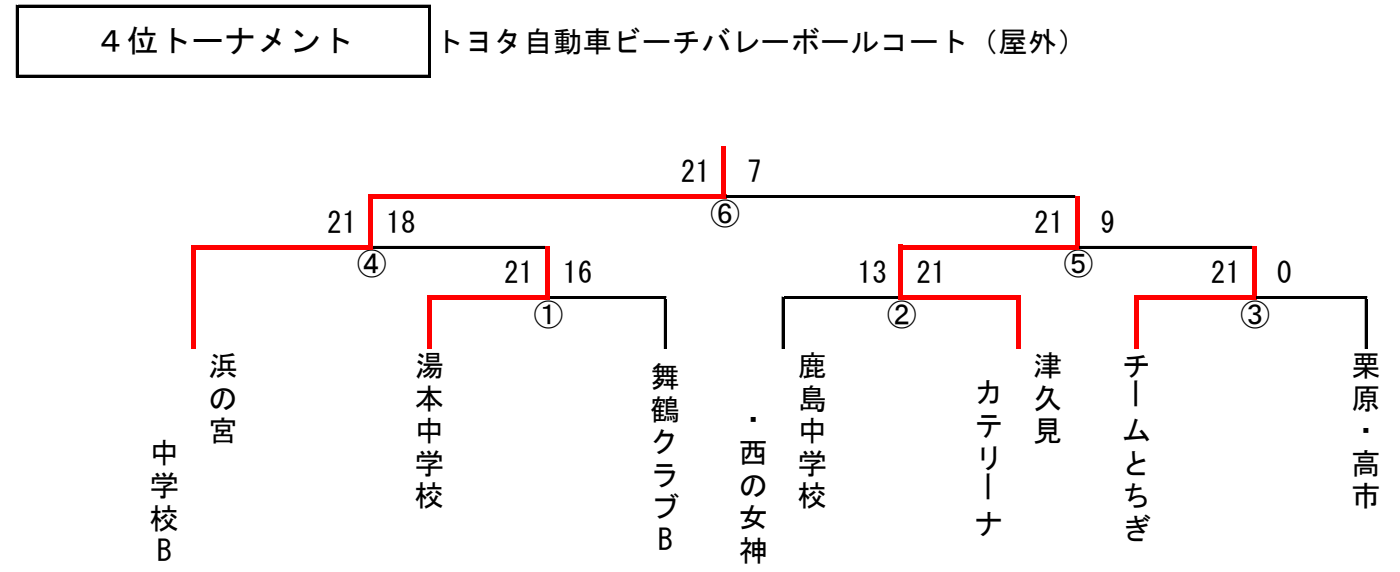 ４位トーナメント
トヨタ自動車ビーチバレーボールコート（屋外）
21 7
⑥
21 18
21 9
④
⑤
21 16
13 21
21 0
①
②
③
浜の宮
中学校B
湯本中学校
舞鶴クラブB
鹿島中学校
・西の女神
津久見
カテリーナ
チームとちぎ
栗原・高市